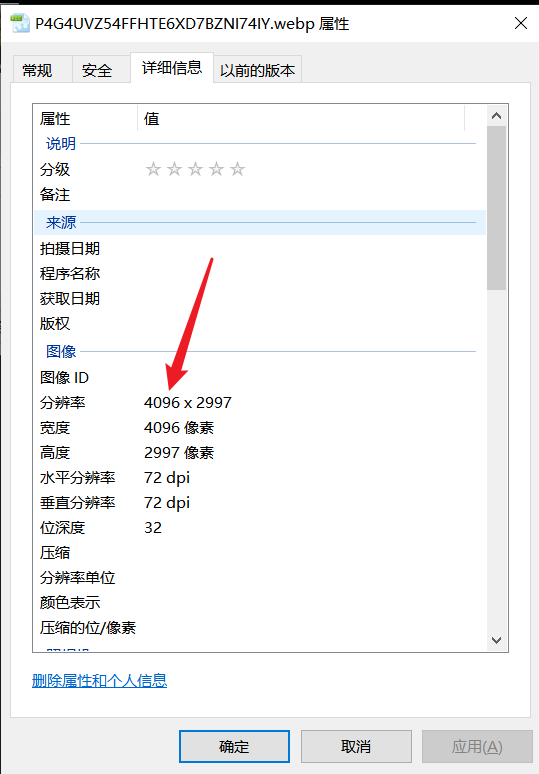 P4G4UVZ54FFHTE6XD7BZNI74IY.webp 属性
常规 安全 详细信息 以前的版本
属性 值
说明
分级
备注
来源
拍摄日期
程序名称
获取日期
版权
图像
图像 ID
分辨率 4096 x 2997
宽度 4096 像素
高度 2997 像素
水平分辨率 72 dpi
垂直分辨率 72 dpi
位深度 32
压缩
分辨率单位
颜色表示
压缩的位/像素
删除属性和个人信息
确定 取消 应用(A)